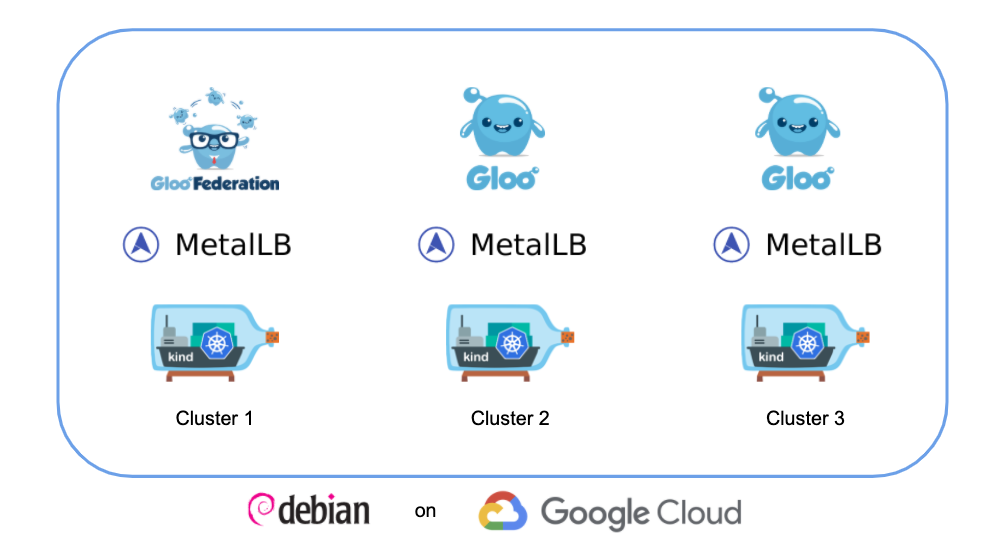 Gloo Federation Gloo Gloo
MetalLB MetalLB MetalLB
kind kind kind
Cluster 1 Cluster 2 Cluster 3
debian on Google Cloud